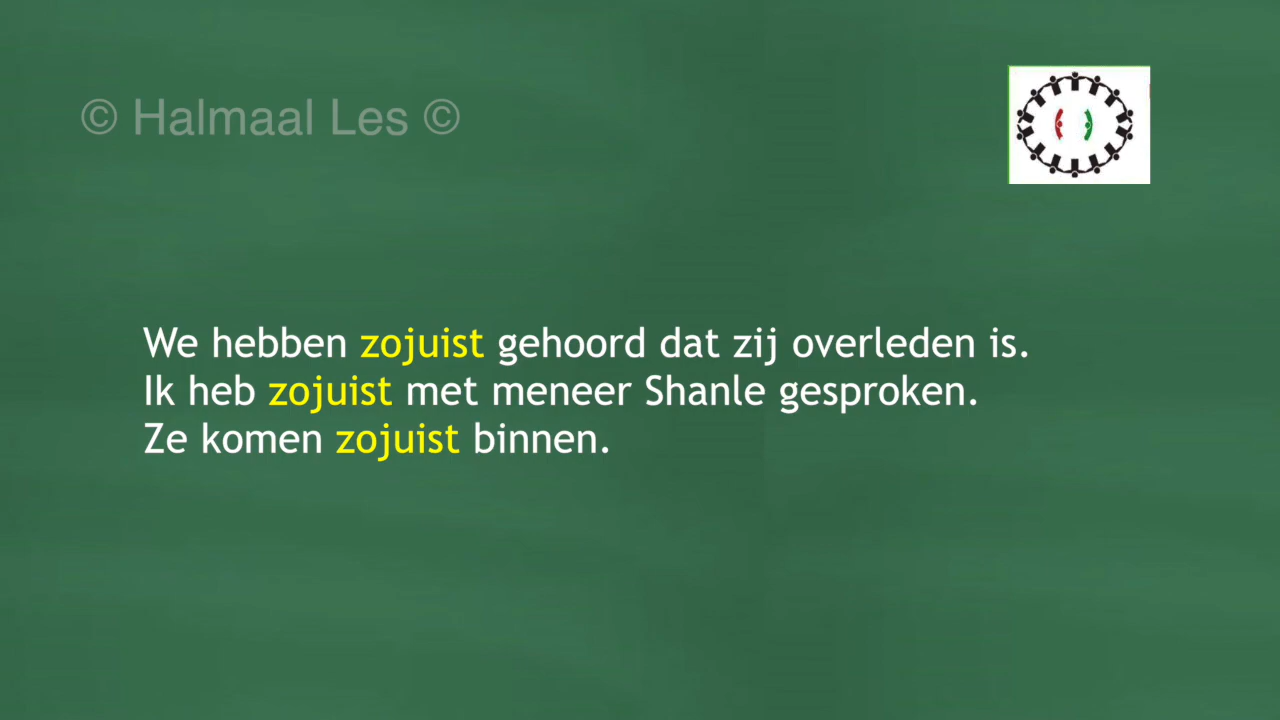 © Halmaal Les ©
We hebben zojuist gehoord dat zij overleden is.
Ik heb zojuist met meneer Shanle gesproken.
Ze komen zojuist binnen.